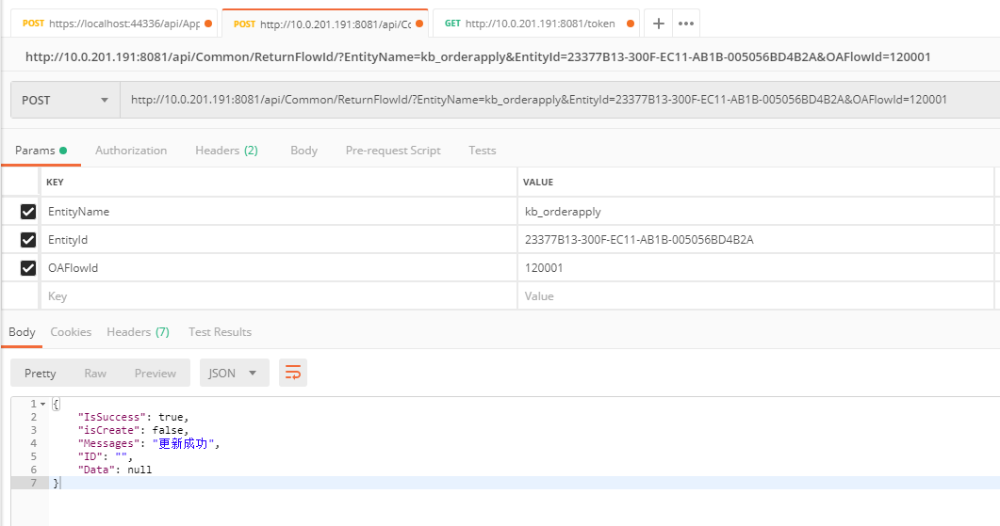 POST https://localhost:44336/api/App POST http://10.0.201.191:8081/api/Cc GET http://10.0.201.191:8081/token
http://10.0.201.191:8081/api/Common/ReturnFlowId/?EntityName=kb_orderapply&EntityId=23377B13-300F-EC11-AB1B-005056BD4B2A&OAFlowId=120001
POST http://10.0.201.191:8081/api/Common/ReturnFlowId/?EntityName=kb_orderapply&EntityId=23377B13-300F-EC11-AB1B-005056BD4B2A&OAFlowId=120001
Params Authorization Headers (2) Body Pre-request Script Tests
KEY VALUE
EntityName kb_orderapply
EntityId 23377B13-300F-EC11-AB1B-005056BD4B2A
OAFlowId 120001
Key Value
Body Cookies Headers (7) Test Results
Pretty Raw Preview JSON
1 {
2 "IsSuccess": true,
3 "isCreate": false,
4 "Messages": "更新成功",
5 "ID": "",
6 "Data": null
7 }